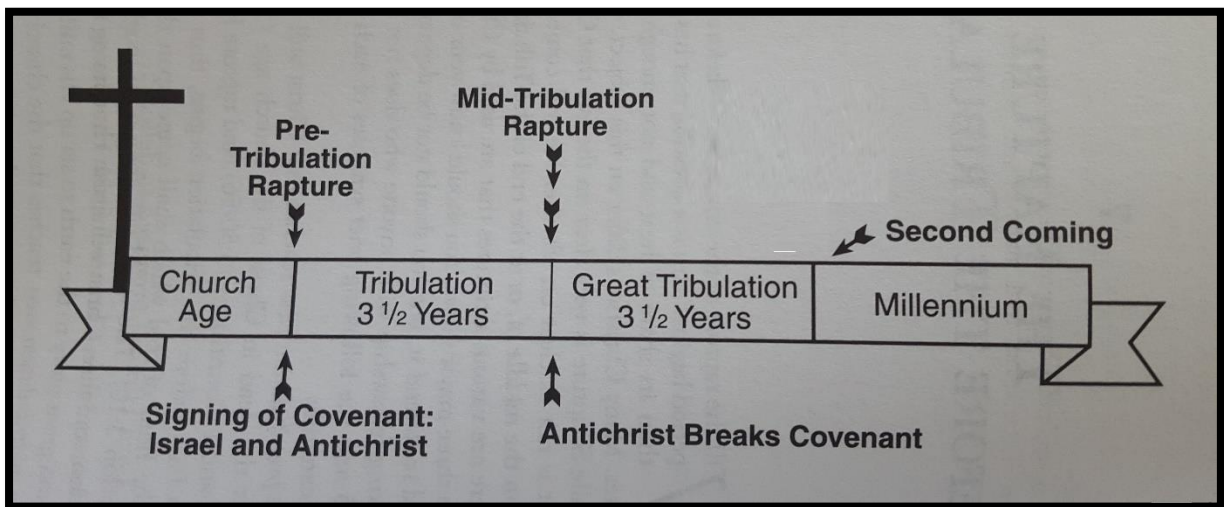 Mid-Tribulation
Rapture
Pre-
Tribulation
Rapture
Second Coming
Church
Age
Tribulation
3 1/2 Years
Great Tribulation
3 1/2 Years
Millennium
Signing of Covenant:
Israel and Antichrist
Antichrist Breaks Covenant